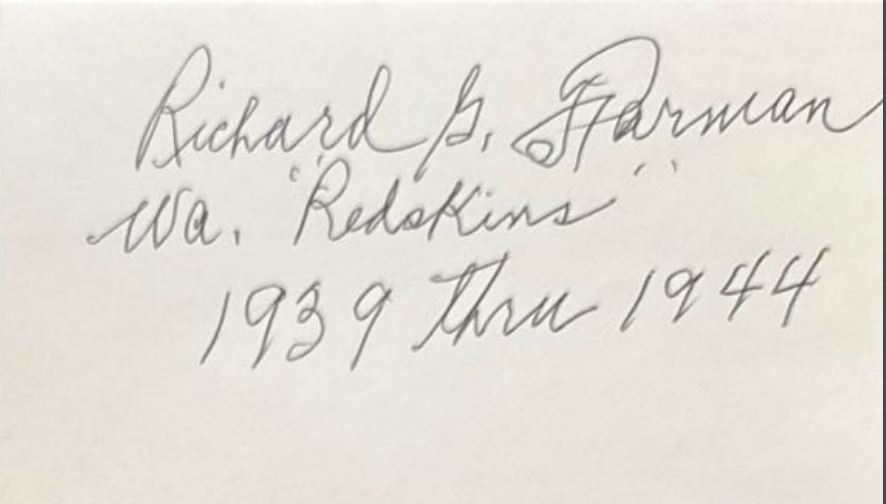 Richard G. Farman
Wa. "Redskins"
1939 thru 1944